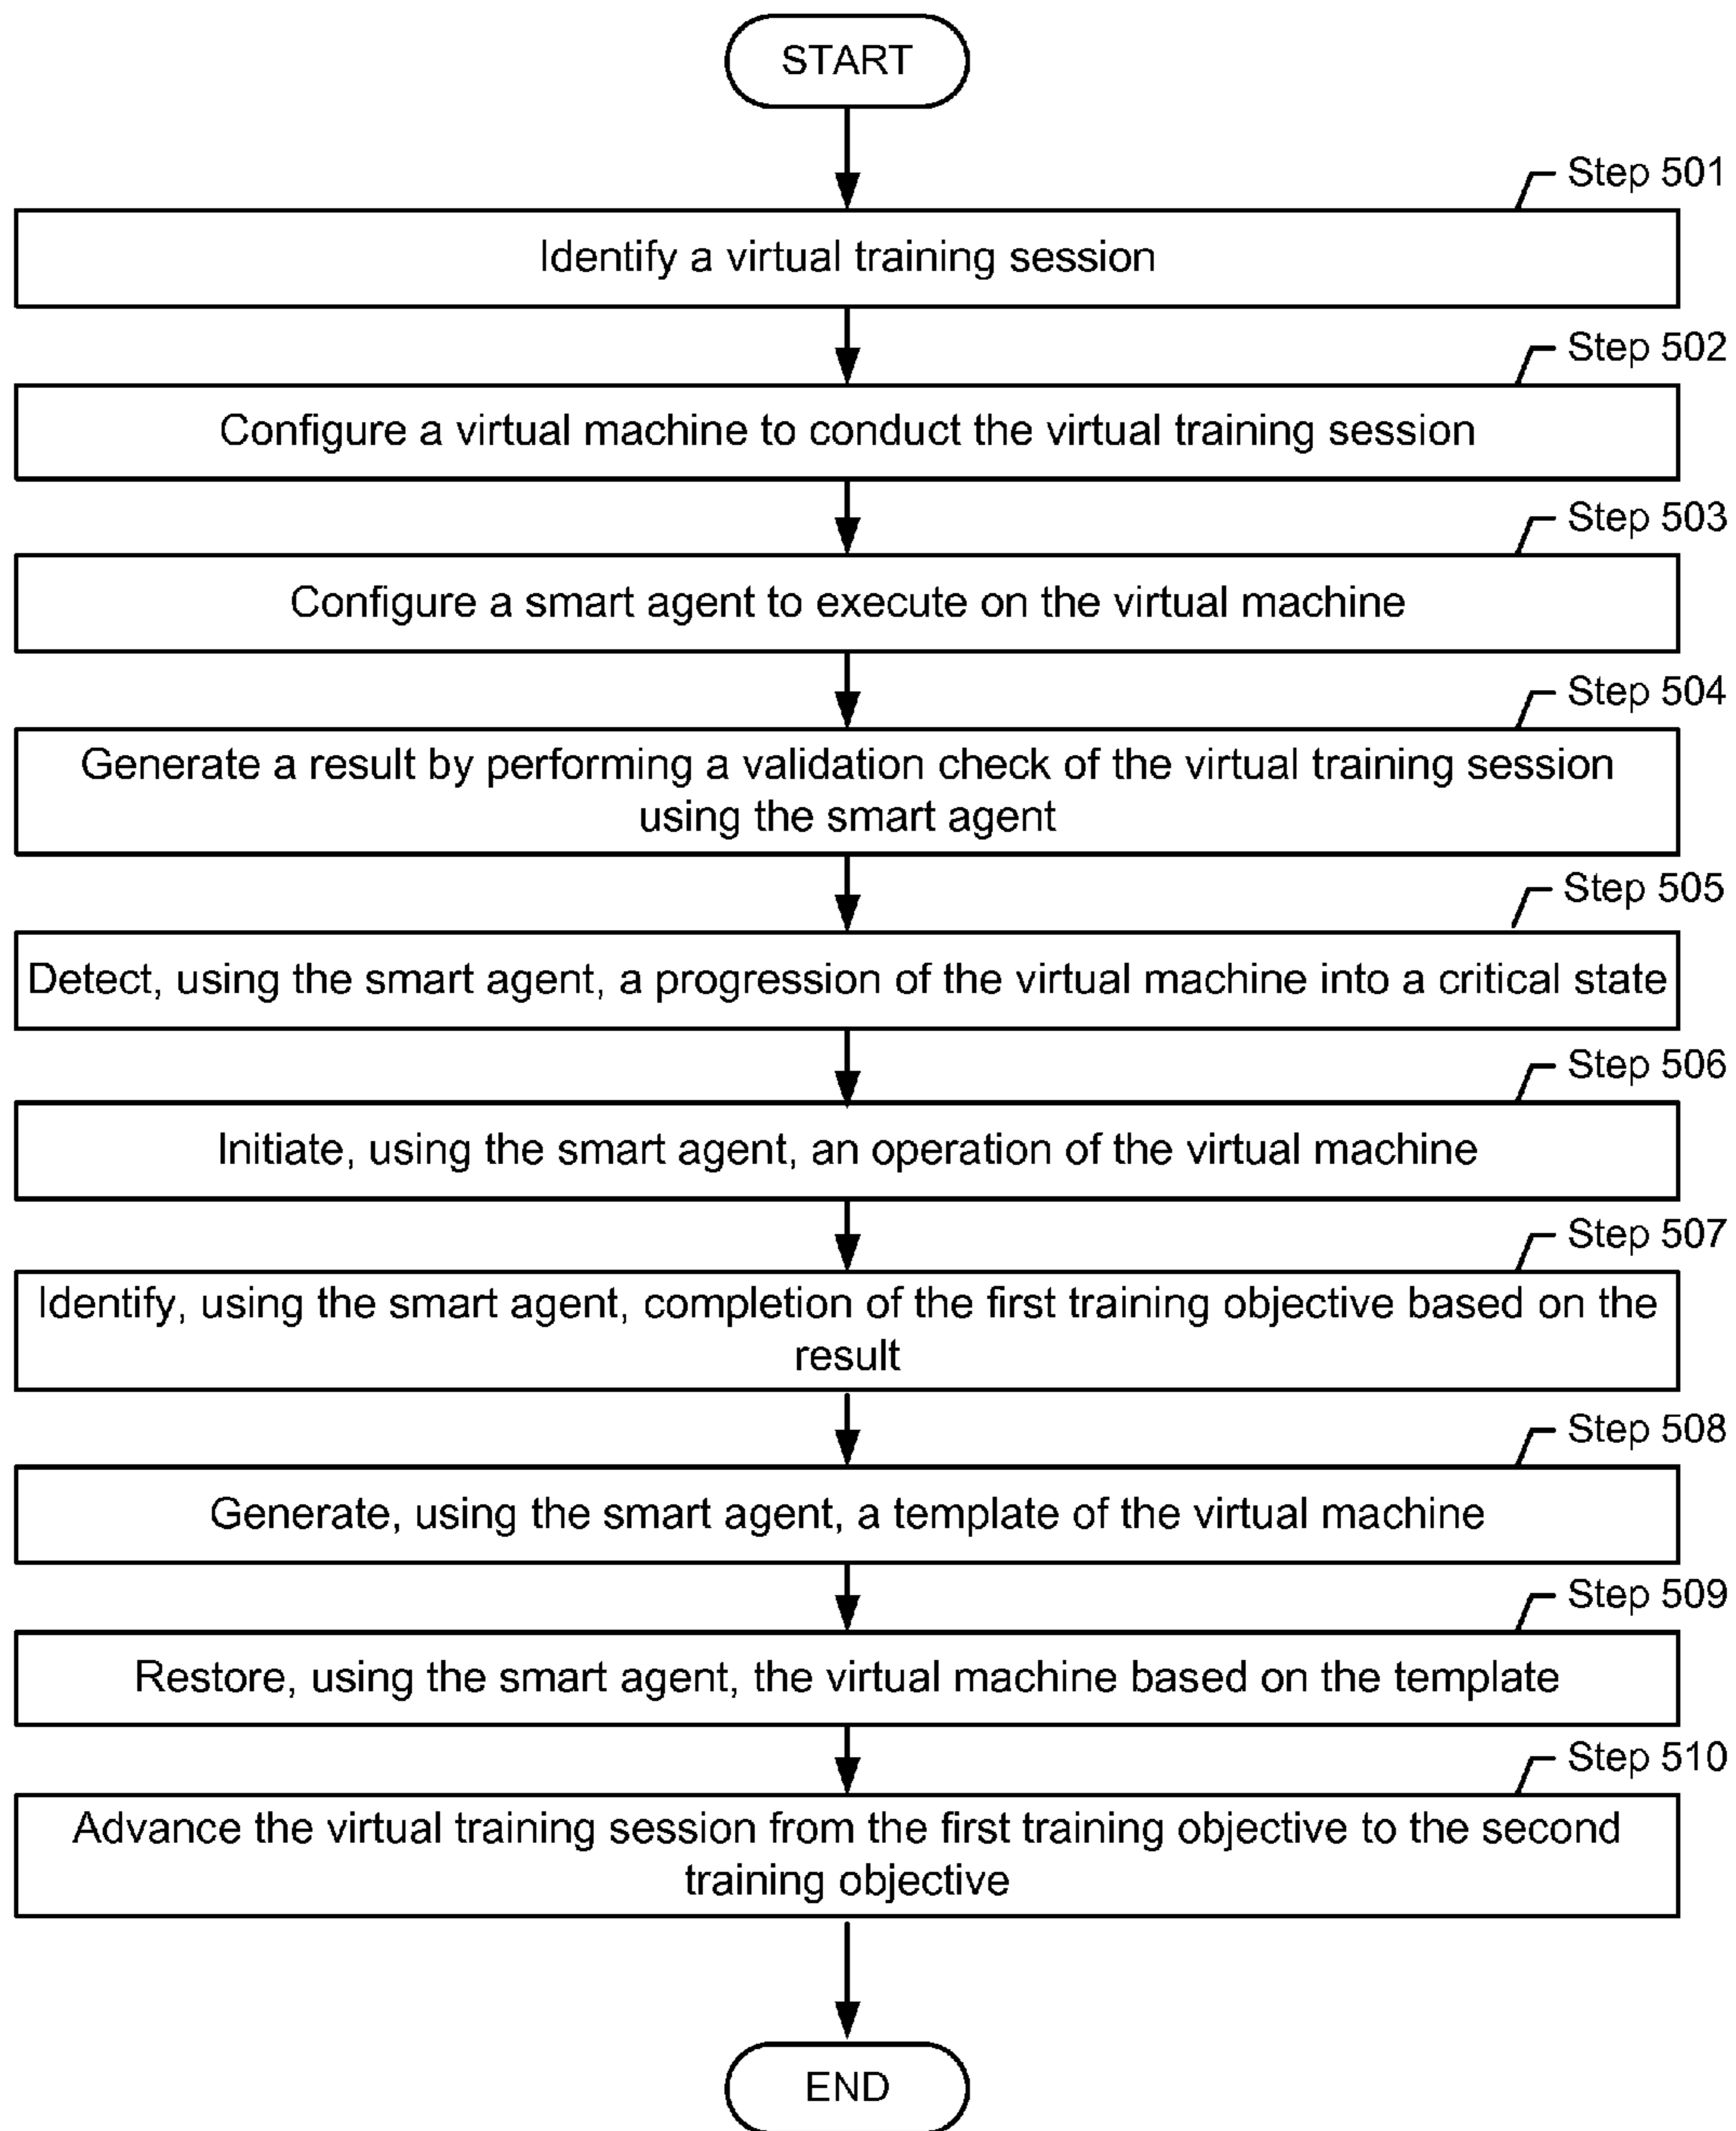 START
Step 501
Identify a virtual training session
Step 502
Configure a virtual machine to conduct the virtual training session
Step 503
Configure a smart agent to execute on the virtual machine
Step 504
Generate a result by performing a validation check of the virtual training session
using the smart agent
Step 505
Detect, using the smart agent, a progression of the virtual machine into a critical state
Step 506
Initiate, using the smart agent, an operation of the virtual machine
Step 507
Identify, using the smart agent, completion of the first training objective based on the
result
Step 508
Generate, using the smart agent, a template of the virtual machine
Step 509
Restore, using the smart agent, the virtual machine based on the template
Step 510
Advance the virtual training session from the first training objective to the second
training objective
END